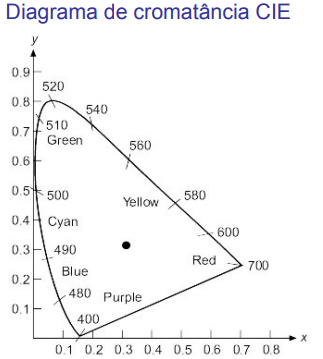 Diagrama de cromatância CIE
y
0.9
520
0.8
540
0.7
510
Green
560
0.6
0.5
500
Yellow
580
0.4
Cyan
600
0.3
490
Red
700
Blue
0.2
480
Purple
0.1
400
x
0.1 0.2 0.3 0.4 0.5 0.6 0.7 0.8